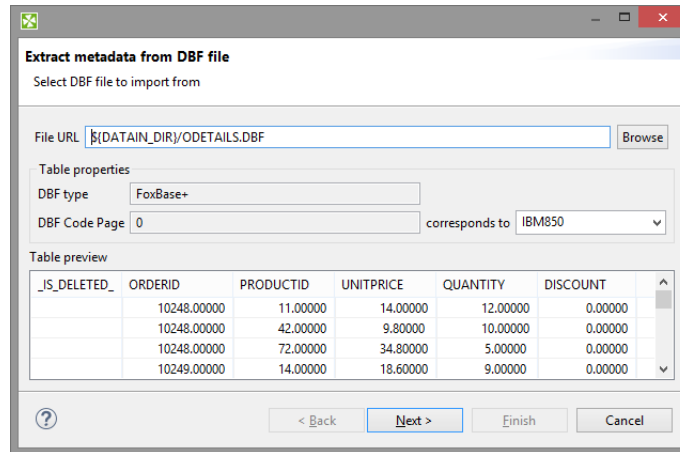 Extract metadata from DBF file
Select DBF file to import from
File URL ${DATAIN_DIR}/ODETAILS.DBF Browse
Table properties
DBF type FoxBase+
DBF Code Page 0 corresponds to IBM850
Table preview
_IS_DELETED_ ORDERID PRODUCTID UNITPRICE QUANTITY DISCOUNT
10248.00000 11.00000 14.00000 12.00000 0.00000
10248.00000 42.00000 9.80000 10.00000 0.00000
10248.00000 72.00000 34.80000 5.00000 0.00000
10249.00000 14.00000 18.60000 9.00000 0.00000
< Back Next > Finish Cancel